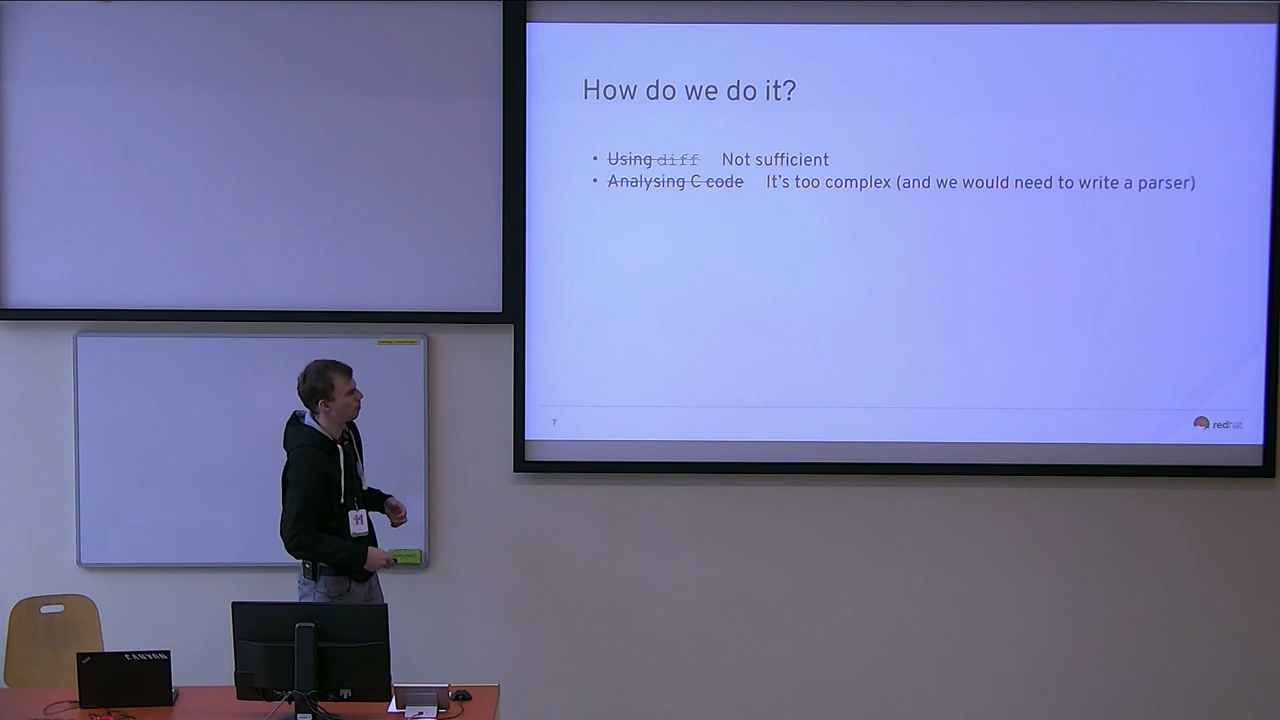 How do we do it?
• Using diff Not sufficient
• Analysing C code It's too complex (and we would need to write a parser)
7
redhat
CANYON